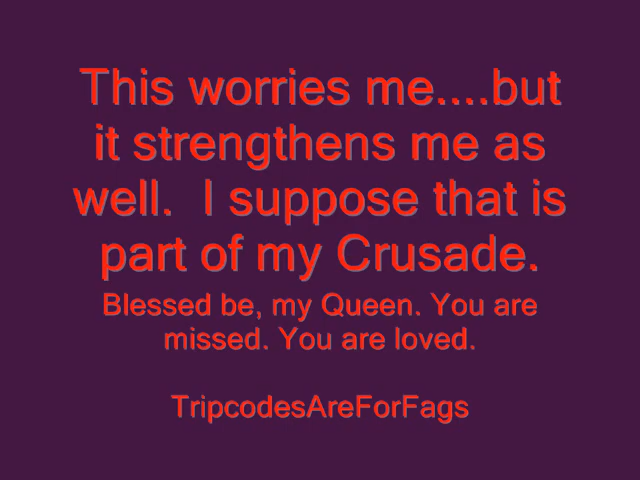 This worries me....but
it strengthens me as
well.  I suppose that is
part of my Crusade.
Blessed be, my Queen. You are
missed. You are loved.
TripcodesAreForFags